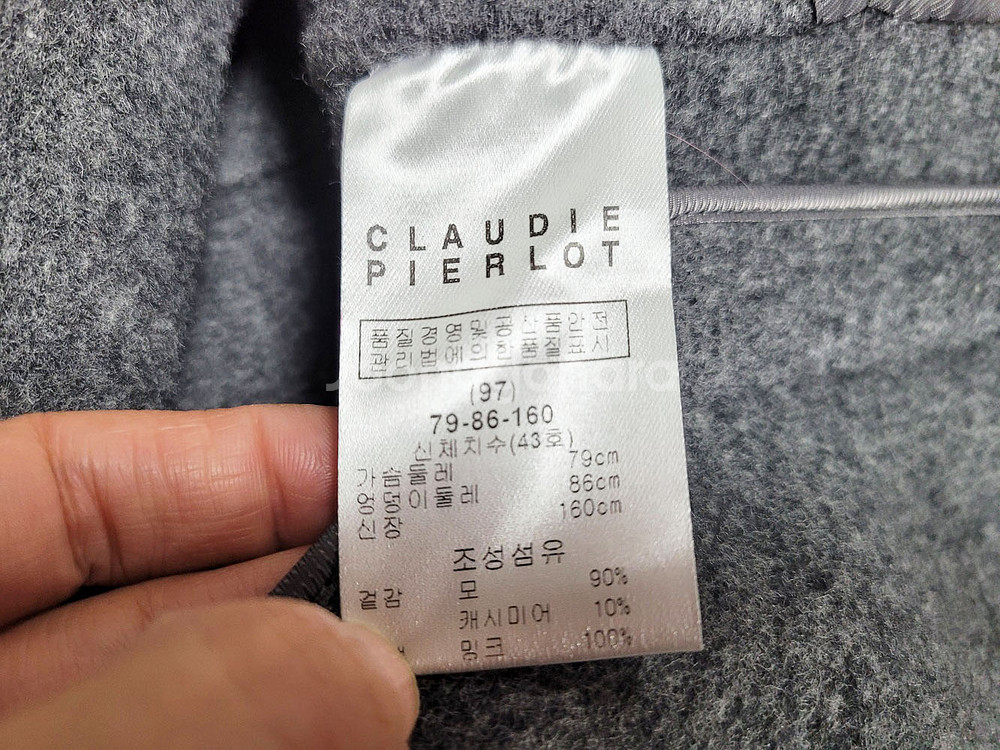 CLAUDIE
PIERLOT
품질경영및공산품안전
관리법에의한품질표시
(97)
79-86-160
신체치수(43호)
가슴둘레 79cm
엉덩이둘레 86cm
신장 160cm
조성섬유
겉감 모 90%
캐시미어 10%
밍크 100%